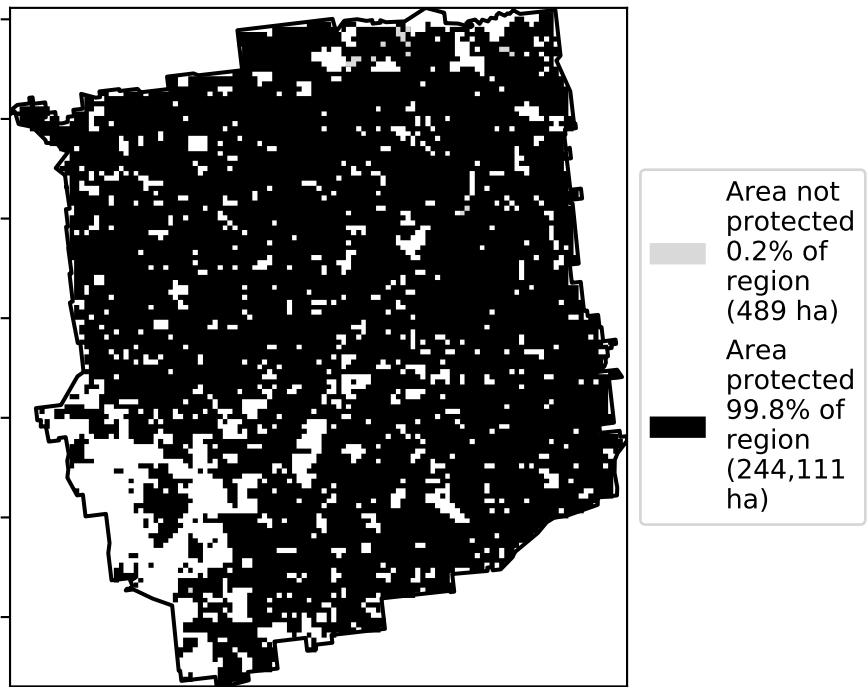 Area not
protected
0.2% of
region
(489 ha)
Area
protected
99.8% of
region
(244,111
ha)